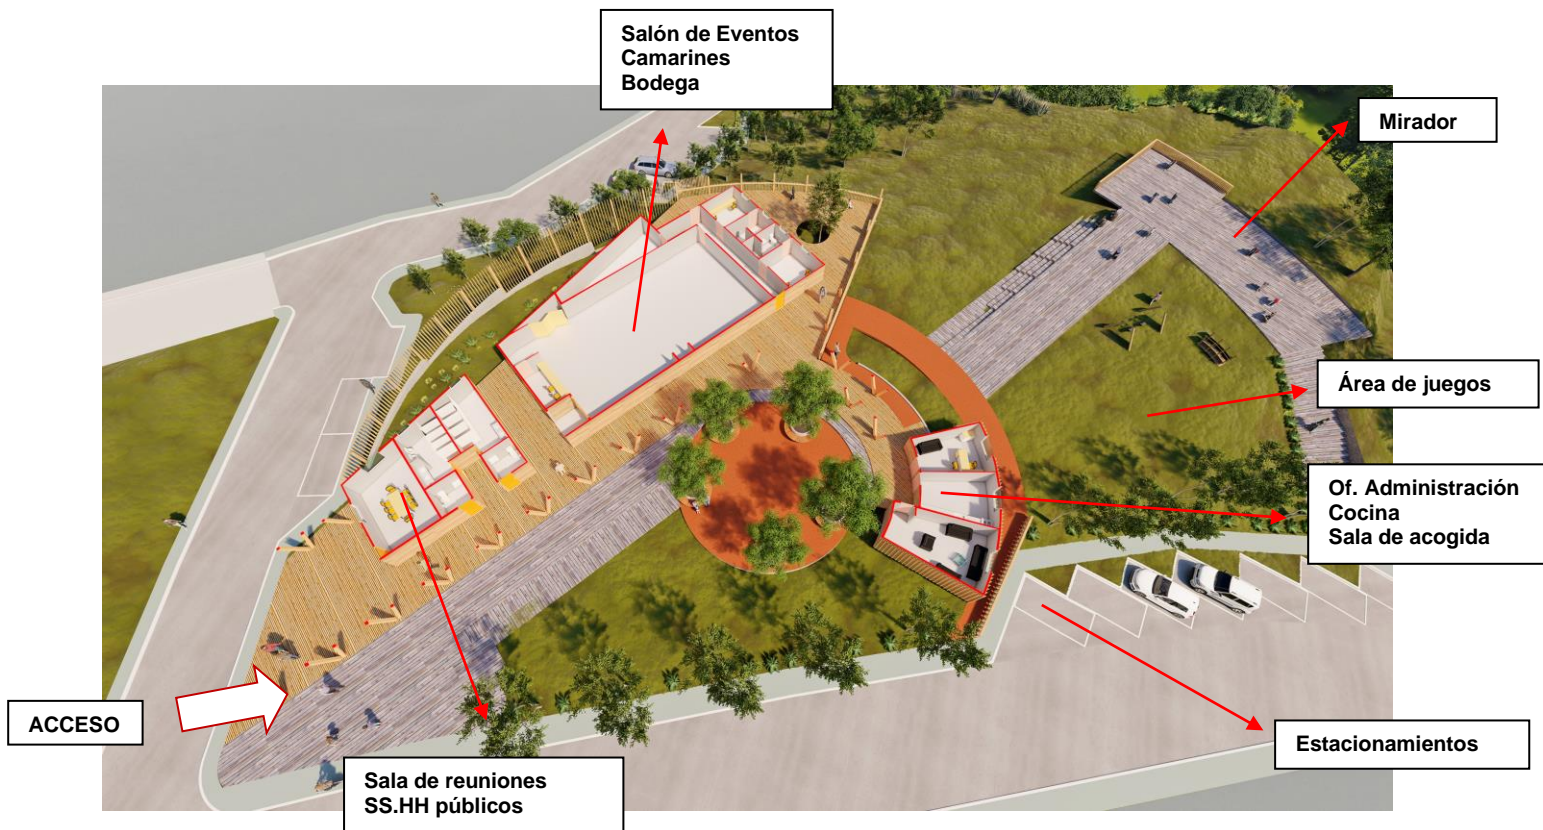 Salón de Eventos
Camarines
Bodega
Mirador
Área de juegos
Of. Administración
Cocina
Sala de acogida
ACCESO
Estacionamientos
Sala de reuniones
SS.HH públicos